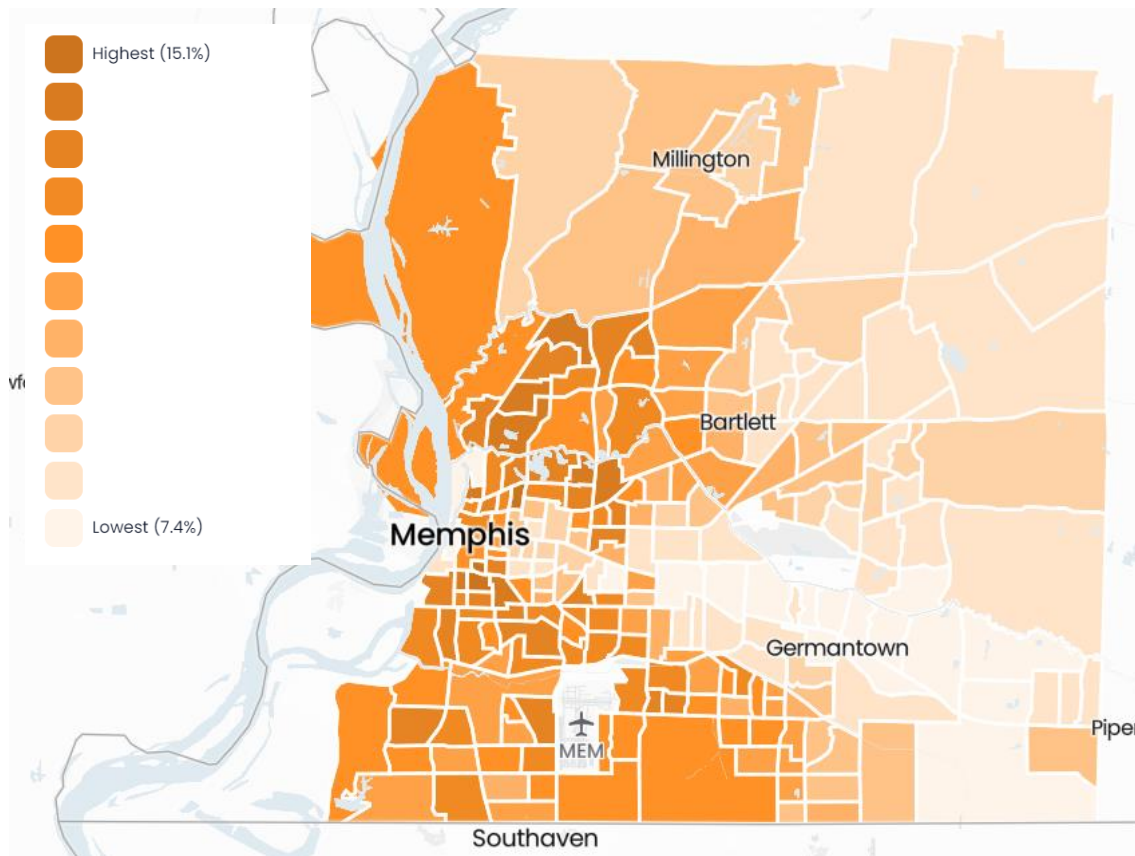 Highest (15.1%)
Millington
Bartlett
Lowest (7.4%)
Memphis
Germantown
MEM
Southaven